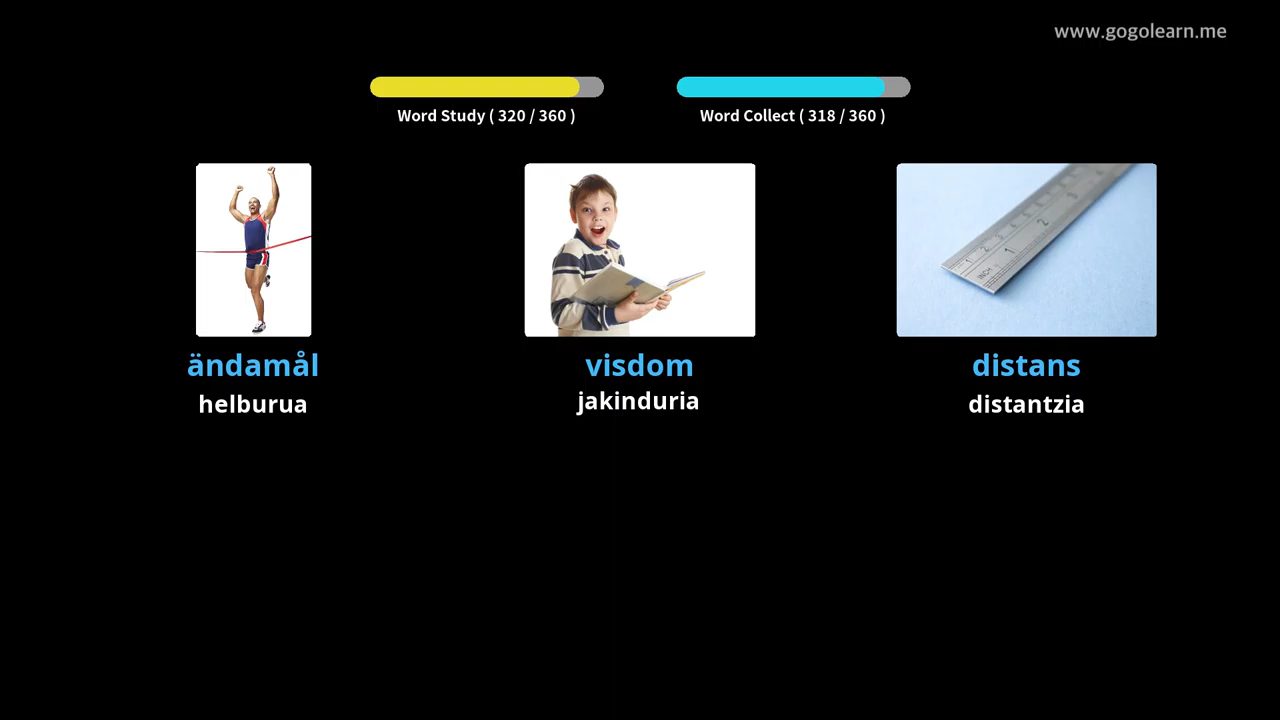 www.gogolearn.me
Word Study ( 320 / 360 )
Word Collect ( 318 / 360 )
ändamål
visdom
distans
helburua
jakinduria
distantzia